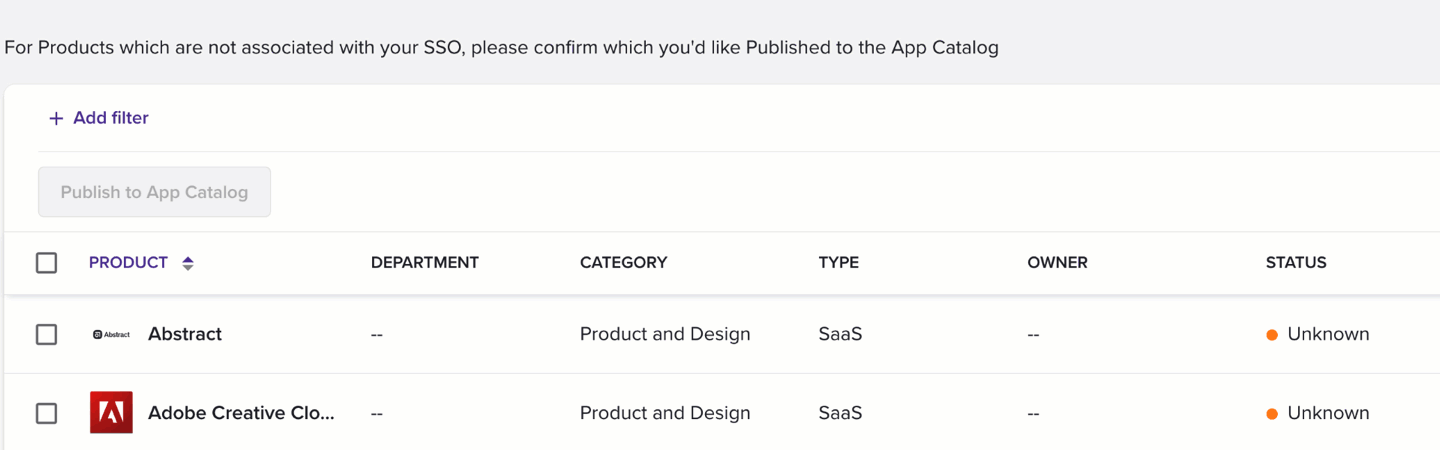 For Products which are not associated with your SSO, please confirm which you'd like Published to the App Catalog
+ Add filter
Publish to App Catalog
PRODUCT DEPARTMENT CATEGORY TYPE OWNER STATUS
Abstract Abstract -- Product and Design SaaS -- Unknown
Adobe Creative Clo... -- Product and Design SaaS -- Unknown